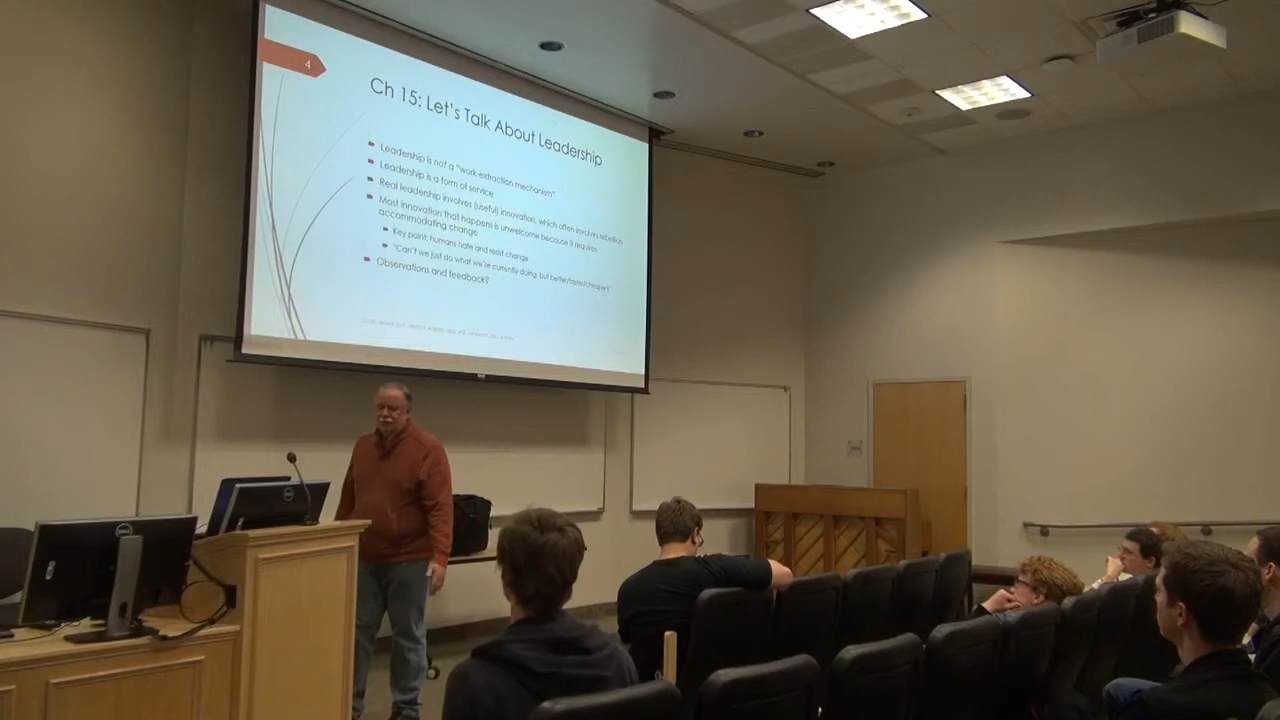 4
Ch 15: Let's Talk About Leadership
Leadership is not a "work-extraction mechanism"
Leadership is a form of service
Real leadership involves (useful) innovation, which often involves rebellion
Most innovation that happens is unwelcome because it requires
accommodating change
Key point: humans hate and resist change
"Can't we just do what we're currently doing, but better/faster/cheaper?"
Observations and feedback?
DELL